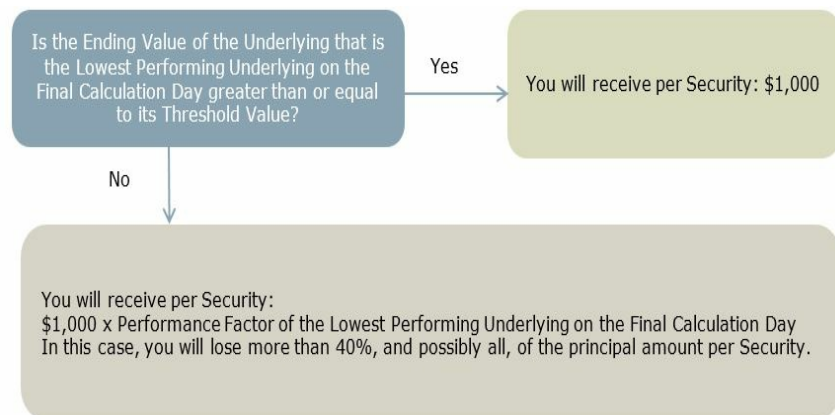 Is the Ending Value of the Underlying that is
the Lowest Performing Underlying on the
Final Calculation Day greater than or equal
to its Threshold Value?
Yes
You will receive per Security: $1,000
No
You will receive per Security:
$1,000 x Performance Factor of the Lowest Performing Underlying on the Final Calculation Day
In this case, you will lose more than 40%, and possibly all, of the principal amount per Security.